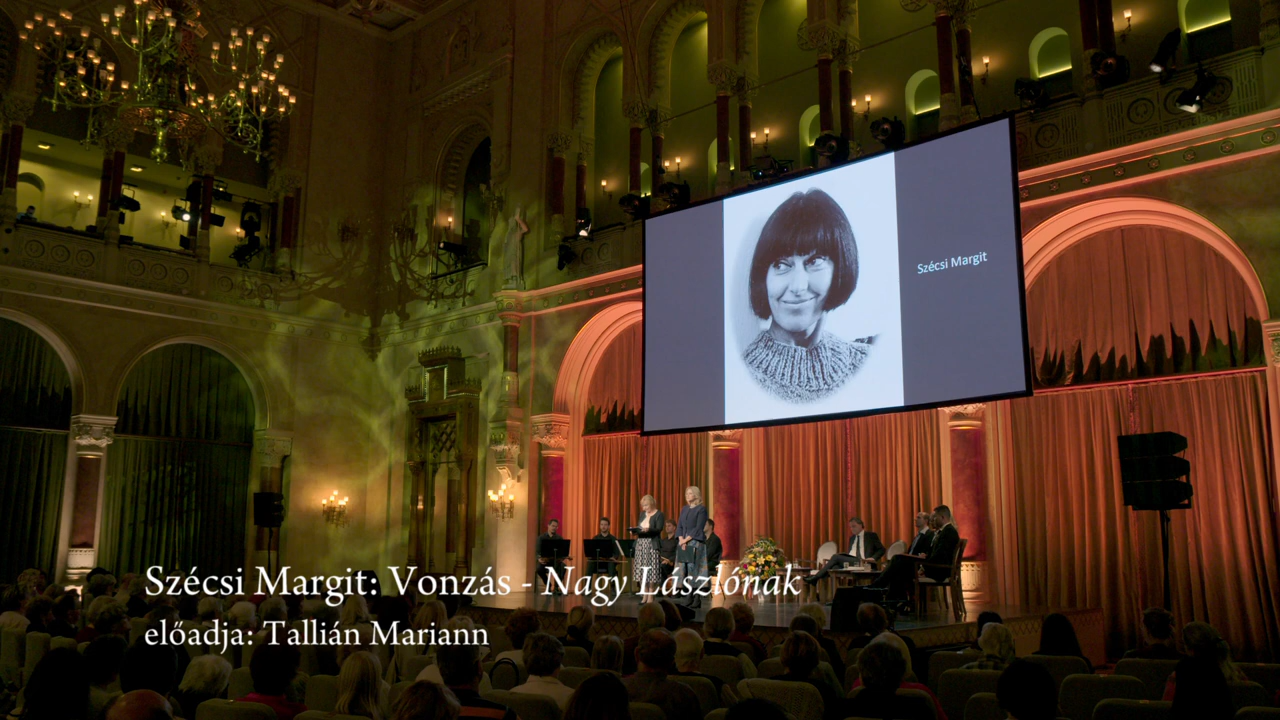 Szécsi Margit
Szécsi Margit: Vonzás - Nagy Lászlónak
előadja: Tallián Mariann